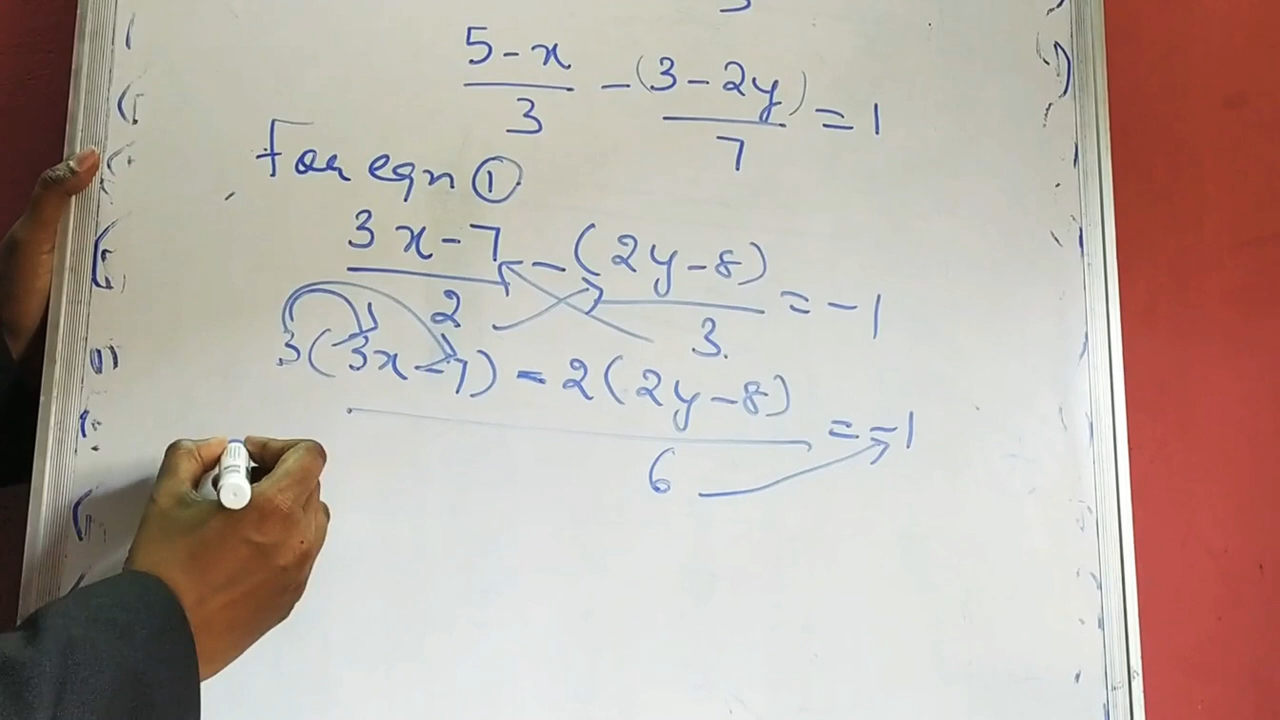 5-x/3 -(3-2y)/7 = 1
For eqn ①
3x-7/2 -(2y-8)/3 = -1
3(3x-7) - 2(2y-8)/6 = -1